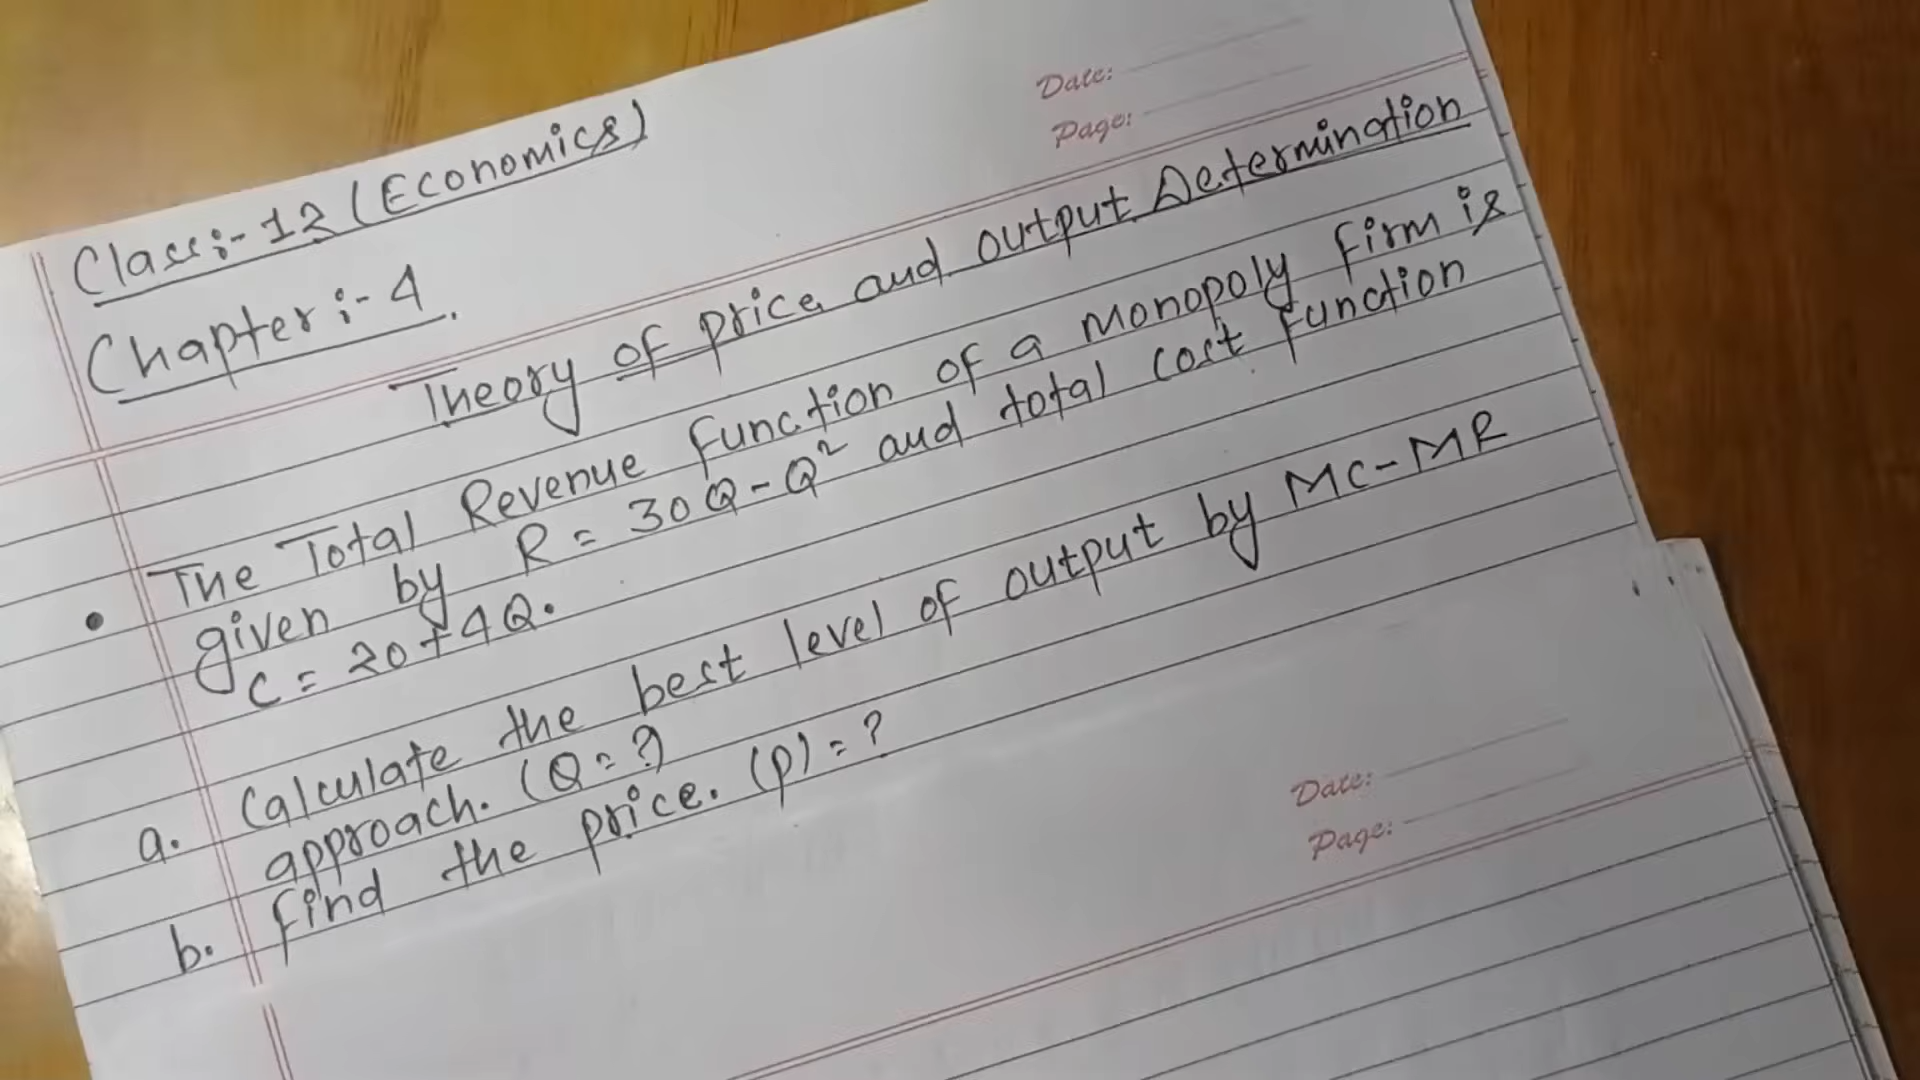 Date:
Page:
Class:- 12 (Economics)
Chapter:- 4.
Theory of price and output Determination
• The Total Revenue function of a monopoly firm is
given by R = 30Q - Q² and total cost function
C = 20 + 4Q.
a. Calculate the best level of output by MC-MR
approach. (Q = ?)
b. find the price. (p) = ?
Date:
Page: